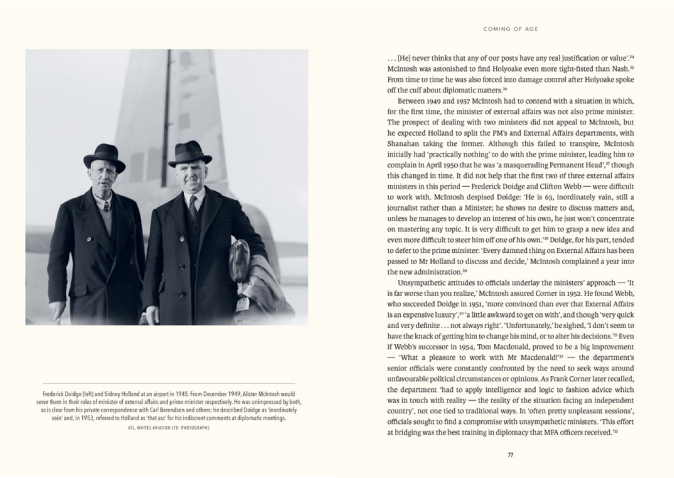 Frederick Doidge (left) and Sidney Holland at an airport in 1945. From December 1949, Alister McIntosh would
serve them in their roles of minister of external affairs and prime minister respectively. He was unimpressed by both,
as is clear from his private correspondence with Carl Berendsen and others: he described Doidge as 'inordinately
vain' and, in 1953, referred to Holland as 'that ass' for his indiscreet comments at diplomatic meetings.
ATL, WHITES AVIATION LTD: PHOTOGRAPHS
COMING OF AGE
. . . [He] never thinks that any of our posts have any real justification or value'.²⁴
McIntosh was astonished to find Holyoake even more tight-fisted than Nash.²⁵
From time to time he was also forced into damage control after Holyoake spoke
off the cuff about diplomatic matters.²⁶
Between 1949 and 1957 McIntosh had to contend with a situation in which,
for the first time, the minister of external affairs was not also prime minister.
The prospect of dealing with two ministers did not appeal to McIntosh, but
he expected Holland to split the PM's and External Affairs departments, with
Shanahan taking the former. Although this failed to transpire, McIntosh
initially had 'practically nothing' to do with the prime minister, leading him to
complain in April 1950 that he was 'a masquerading Permanent Head',²⁷ though
this changed in time. It did not help that the first two of three external affairs
ministers in this period — Frederick Doidge and Clifton Webb — were difficult
to work with. McIntosh despised Doidge: 'He is 65, inordinately vain, still a
journalist rather than a Minister; he shows no desire to discuss matters and,
unless he manages to develop an interest of his own, he just won't concentrate
on mastering any topic. It is very difficult to get him to grasp a new idea and
even more difficult to steer him off one of his own.'²⁸ Doidge, for his part, tended
to defer to the prime minister: 'Every damned thing on External Affairs has been
passed to Mr Holland to discuss and decide,' McIntosh complained a year into
the new administration.²⁹
Unsympathetic attitudes to officials underlay the ministers' approach — 'It
is far worse than you realize,' McIntosh assured Corner in 1952. He found Webb,
who succeeded Doidge in 1951, 'more convinced than ever that External Affairs
is an expensive luxury',³⁰ 'a little awkward to get on with', and though 'very quick
and very definite . . . not always right'. 'Unfortunately,' he sighed, 'I don't seem to
have the knack of getting him to change his mind, or to alter his decisions.'³¹ Even
if Webb's successor in 1954, Tom Macdonald, proved to be a big improvement
— 'What a pleasure to work with Mr Macdonald!'³² — the department's
senior officers were constantly confronted by the need to seek ways around
unfavourable political circumstances or opinions. As Frank Corner later recalled,
the department 'had to apply intelligence and logic to fashion advice which
was in touch with reality — the reality of the situation facing an independent
country', not one tied to traditional ways. In 'often pretty unpleasant sessions',
officials sought to find a compromise with unsympathetic ministers. 'This effort
at bridging was the best training in diplomacy that MFA officers received.'³³
77